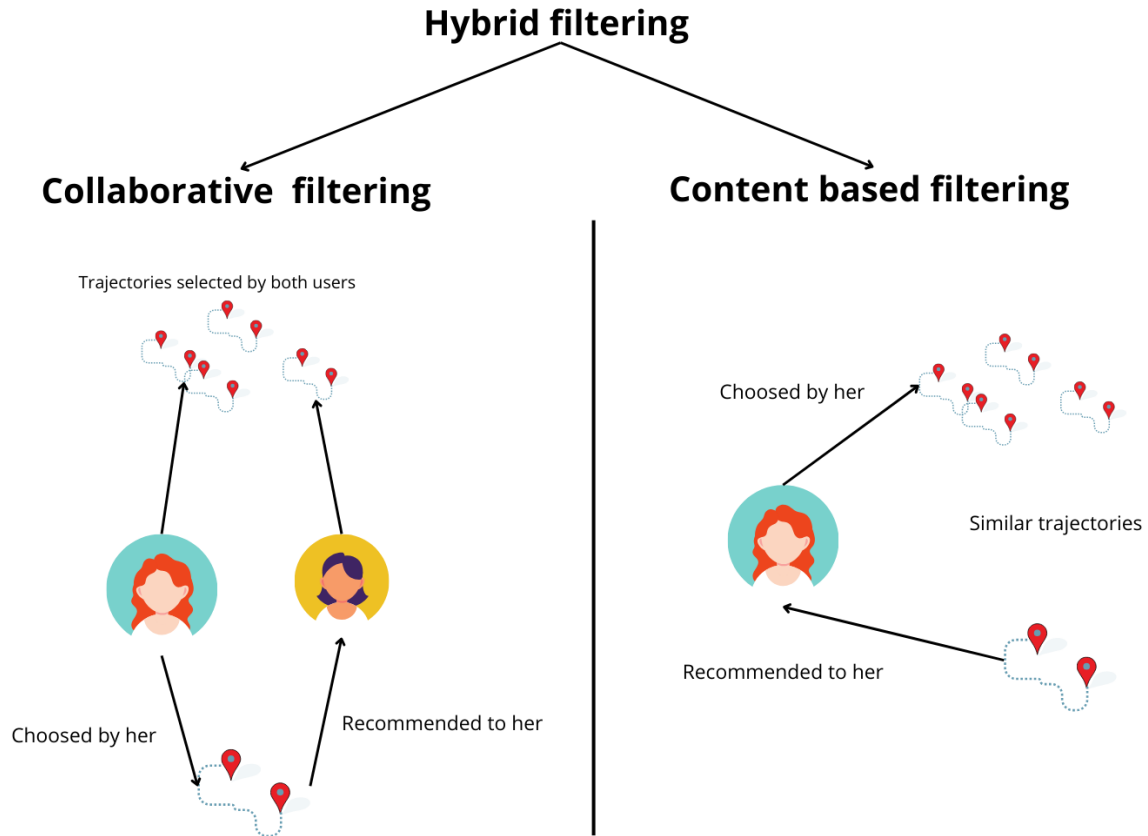 Hybrid filtering
Collaborative  filtering
Content based filtering
Trajectories selected by both users
Choosed by her
Similar trajectories
Recommended to her
Choosed by her
Recommended to her